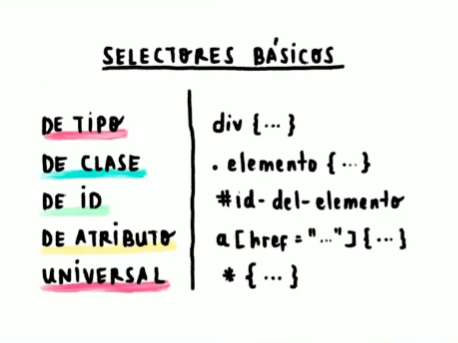 SELECTORES BÁSICOS
DE TIPO div {...}
DE CLASE .elemento {...}
DE ID #id-del-elemento
DE ATRIBUTO a[href="..."]{...}
UNIVERSAL *{...}